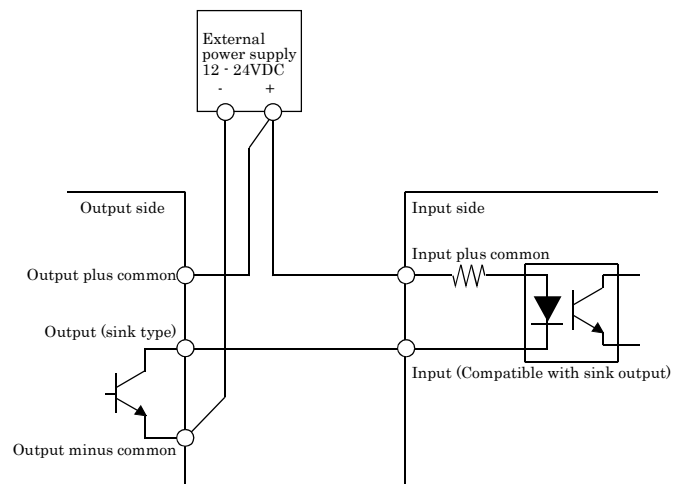 External
power supply
12 - 24VDC
- +
Output side
Input side
Input plus common
Output plus common
Output (sink type)
Input (Compatible with sink output)
Output minus common